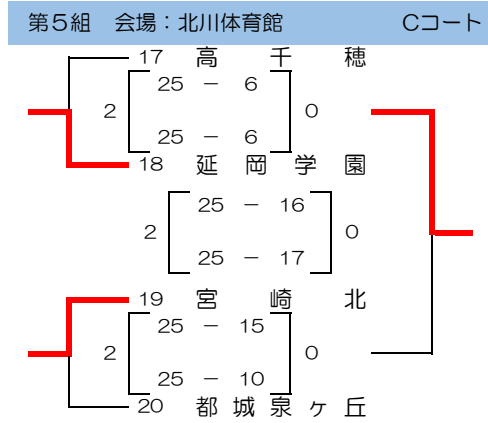 第５組　会場：北川体育館　Cコート
17 高千穂
25 － 6
2 0
25 － 6
18 延岡学園
25 － 16
2 0
25 － 17
19 宮崎北
25 － 15
2 0
25 － 10
20 都城泉ヶ丘